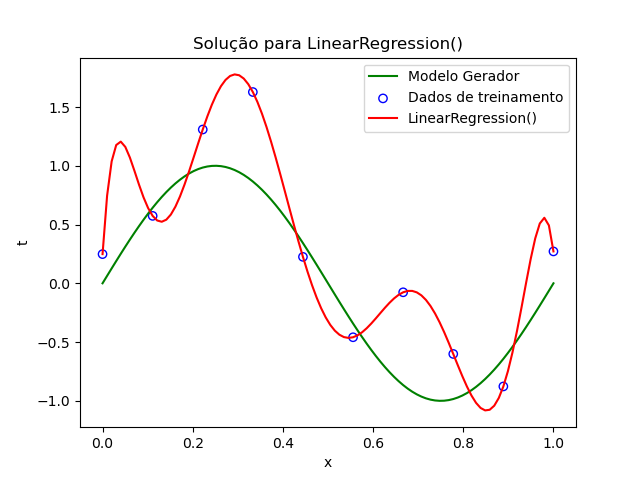 Solução para LinearRegression()
Modelo Gerador
Dados de treinamento
LinearRegression()
1.5
1.0
0.5
0.0
−0.5
−1.0
t
0.0 0.2 0.4 0.6 0.8 1.0
x